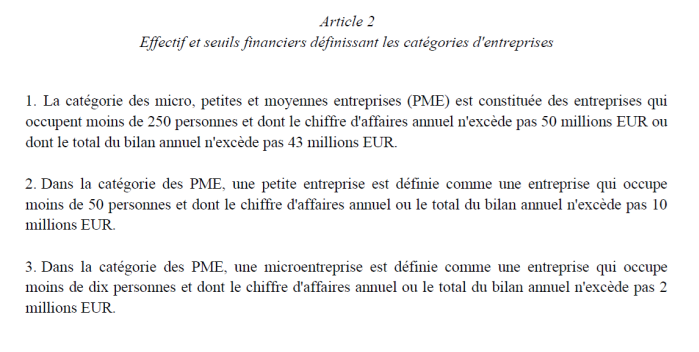 Article 2
Effectif et seuils financiers définissant les catégories d'entreprises
1. La catégorie des micro, petites et moyennes entreprises (PME) est constituée des entreprises qui
occupent moins de 250 personnes et dont le chiffre d'affaires annuel n'excède pas 50 millions EUR ou
dont le total du bilan annuel n'excède pas 43 millions EUR.
2. Dans la catégorie des PME, une petite entreprise est définie comme une entreprise qui occupe
moins de 50 personnes et dont le chiffre d'affaires annuel ou le total du bilan annuel n'excède pas 10
millions EUR.
3. Dans la catégorie des PME, une microentreprise est définie comme une entreprise qui occupe
moins de dix personnes et dont le chiffre d'affaires annuel ou le total du bilan annuel n'excède pas 2
millions EUR.